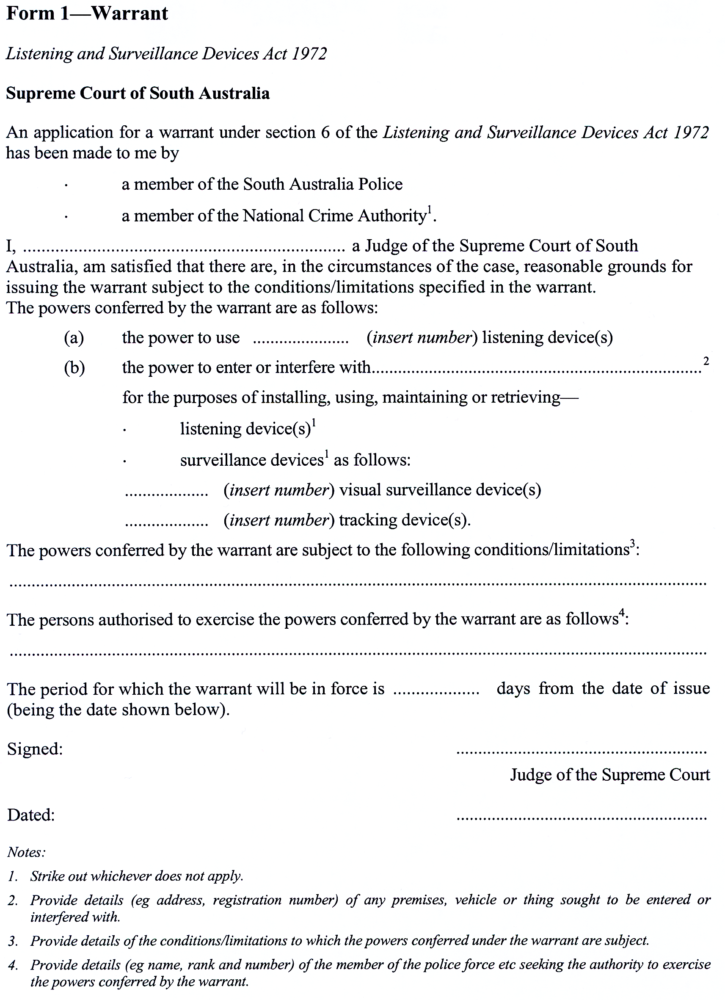 Form 1—Warrant
Listening and Surveillance Devices Act 1972
Supreme Court of South Australia
An application for a warrant under section 6 of the Listening and Surveillance Devices Act 1972
has been made to me by
· a member of the South Australia Police
· a member of the National Crime Authority¹.
I, ...................................................................... a Judge of the Supreme Court of South
Australia, am satisfied that there are, in the circumstances of the case, reasonable grounds for
issuing the warrant subject to the conditions/limitations specified in the warrant.
The powers conferred by the warrant are as follows:
(a) the power to use ...................... (insert number) listening device(s)
(b) the power to enter or interfere with...........................................................................²
for the purposes of installing, using, maintaining or retrieving—
· listening device(s)¹
· surveillance devices¹ as follows:
................... (insert number) visual surveillance device(s)
................... (insert number) tracking device(s).
The powers conferred by the warrant are subject to the following conditions/limitations³:
................................................................................................................................................................
The persons authorised to exercise the powers conferred by the warrant are as follows⁴:
................................................................................................................................................................
The period for which the warrant will be in force is ................... days from the date of issue
(being the date shown below).
Signed: .........................................................
Judge of the Supreme Court
Dated: .........................................................
Notes:
1. Strike out whichever does not apply.
2. Provide details (eg address, registration number) of any premises, vehicle or thing sought to be entered or
interfered with.
3. Provide details of the conditions/limitations to which the powers conferred under the warrant are subject.
4. Provide details (eg name, rank and number) of the member of the police force etc seeking the authority to exercise
the powers conferred by the warrant.